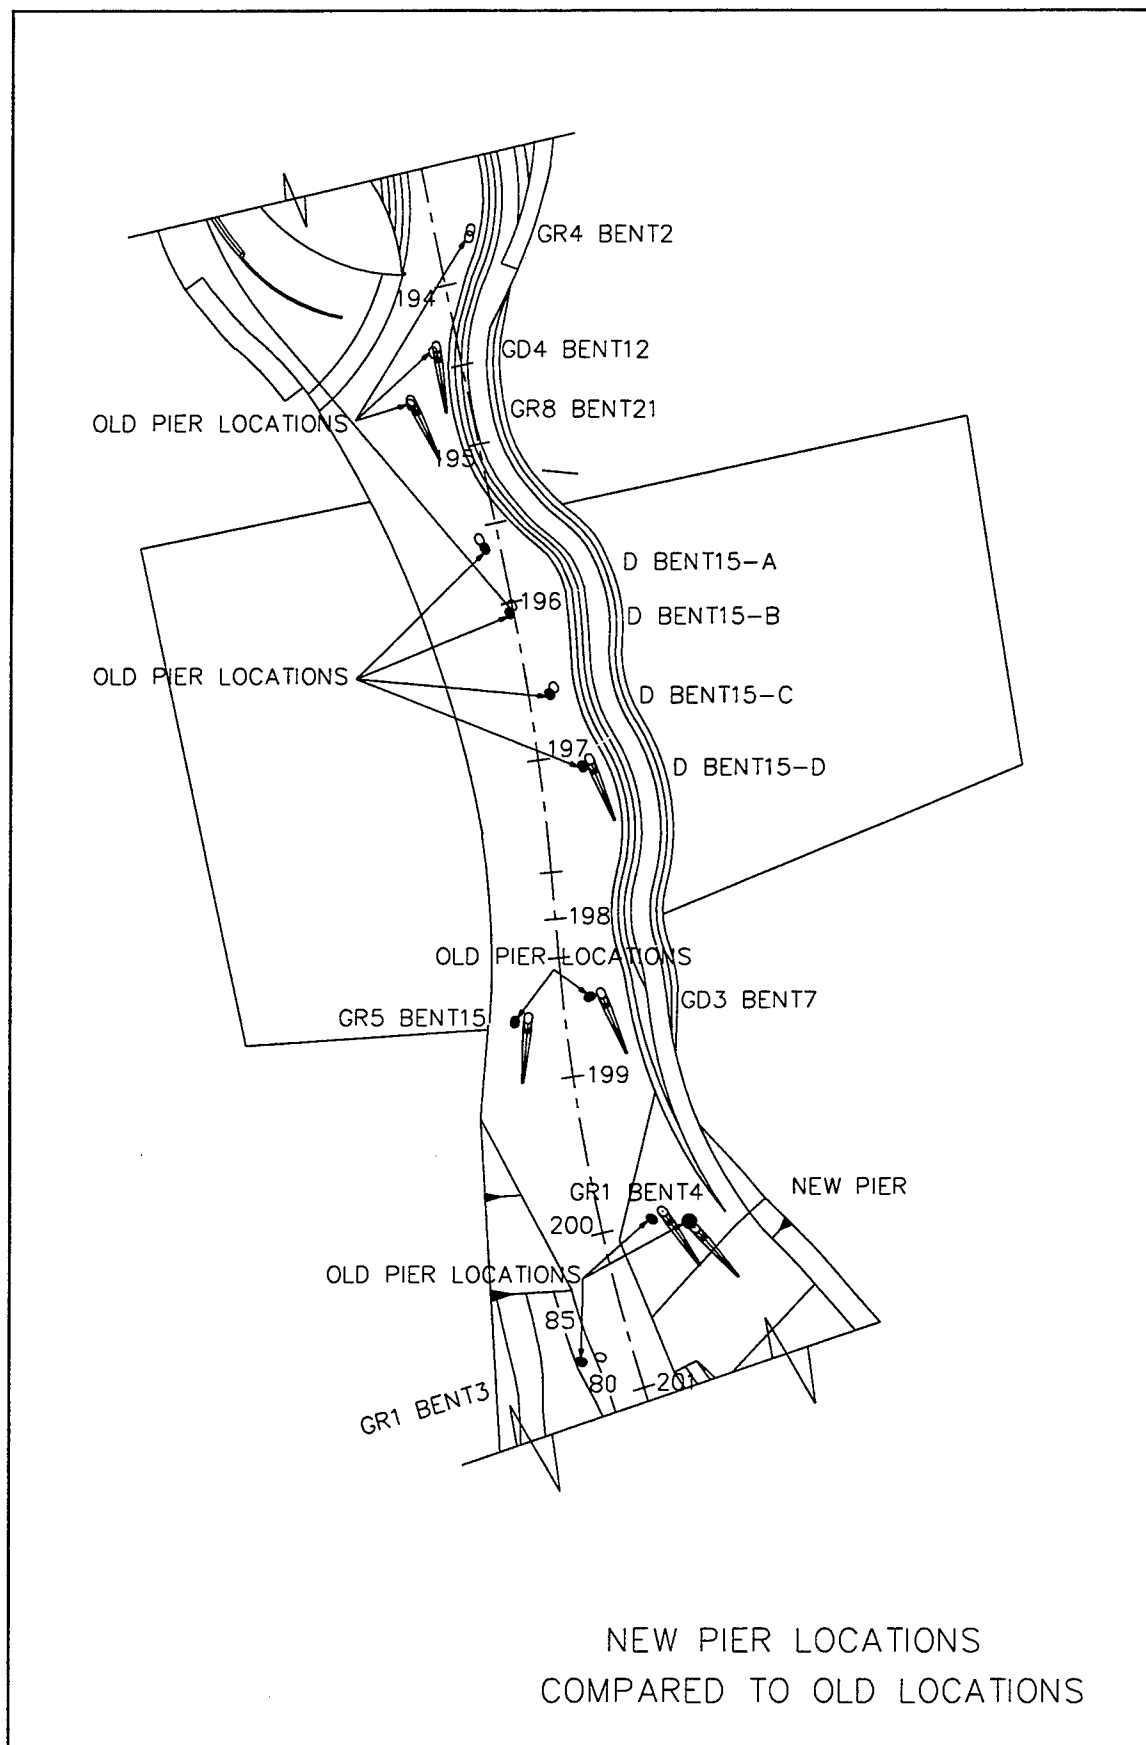 GR4 BENT2
194
GD4 BENT12
GR8 BENT21
OLD PIER LOCATIONS
195
D BENT15-A
196
D BENT15-B
OLD PIER LOCATIONS
D BENT15-C
197
D BENT15-D
198
OLD PIER LOCATIONS
GD3 BENT7
GR5 BENT15
199
NEW PIER
GR1 BENT4
200
OLD PIER LOCATIONS
85
80
201
GR1 BENT3
NEW PIER LOCATIONS
COMPARED TO OLD LOCATIONS